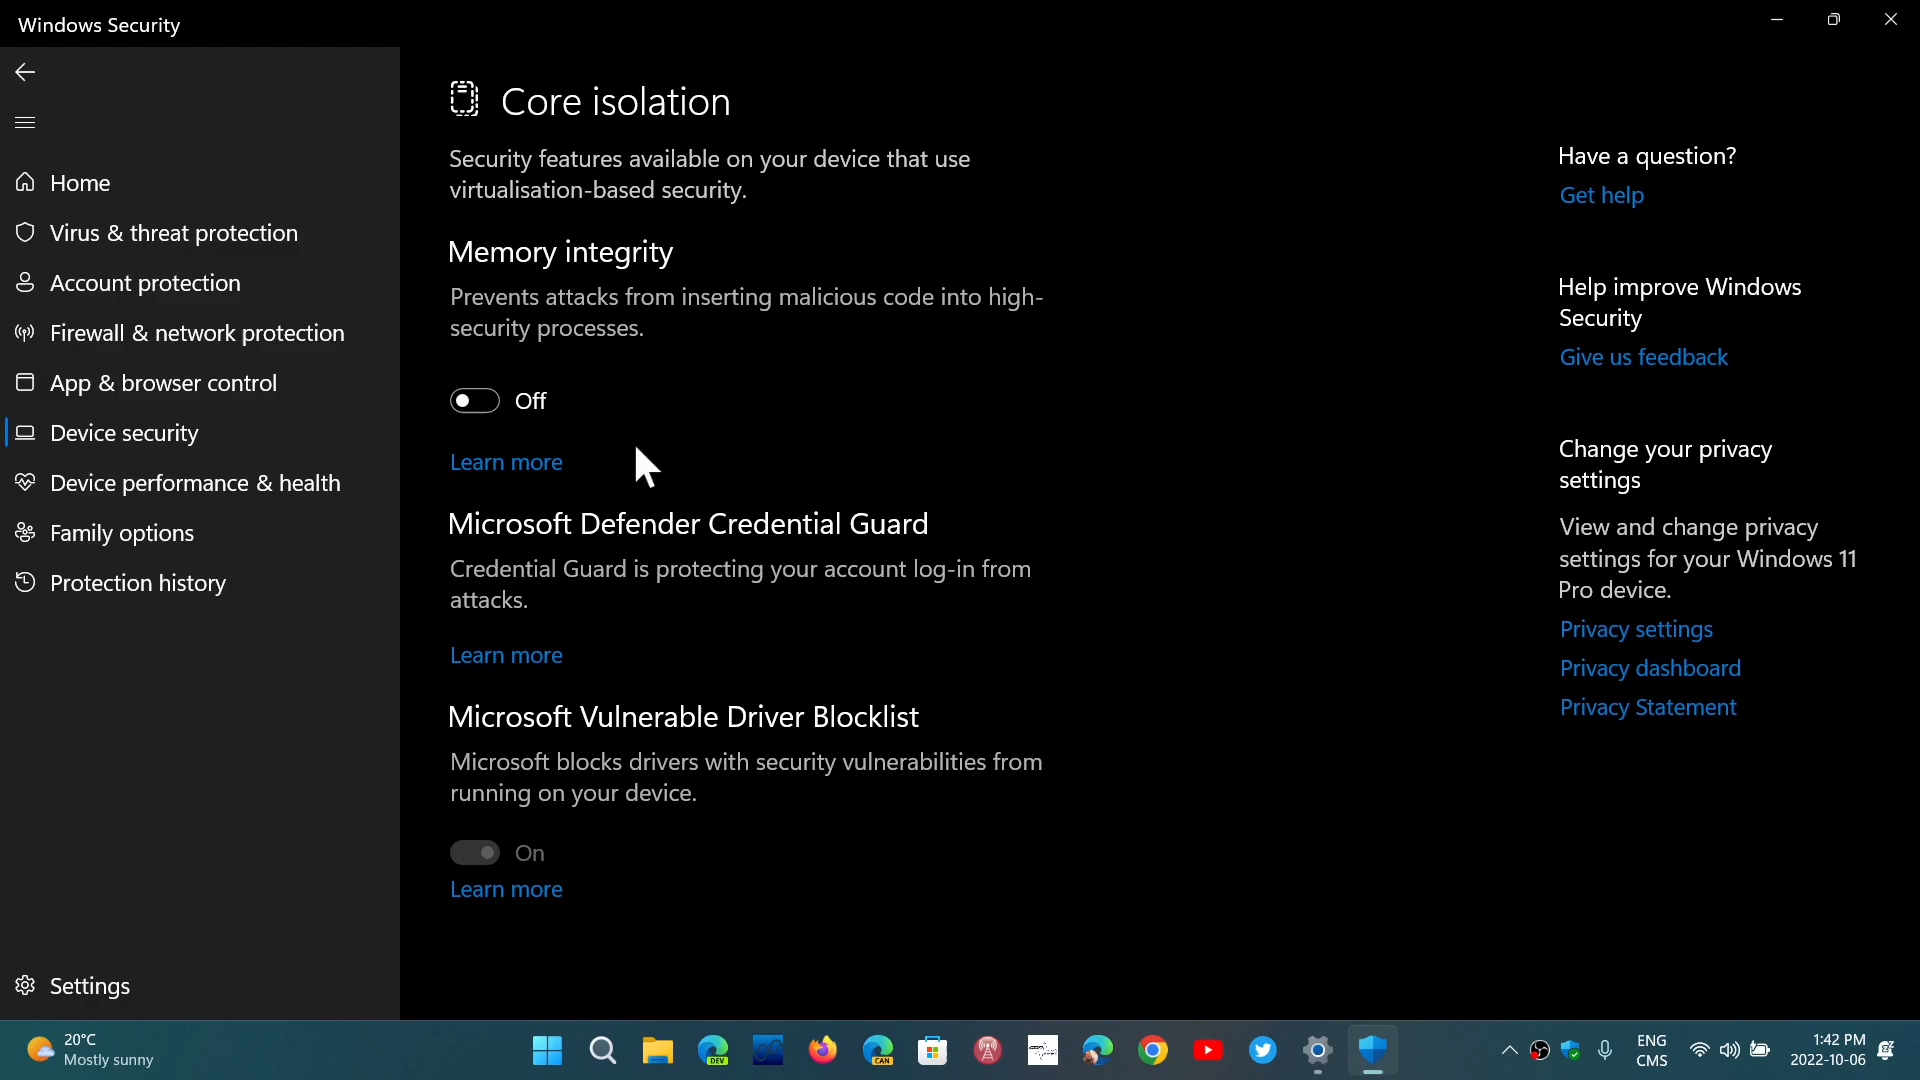 Windows Security
Home
Virus & threat protection
Account protection
Firewall & network protection
App & browser control
Device security
Device performance & health
Family options
Protection history
Settings
Core isolation
Security features available on your device that use
virtualisation-based security.
Memory integrity
Prevents attacks from inserting malicious code into high-
security processes.
Off
Learn more
Microsoft Defender Credential Guard
Credential Guard is protecting your account log-in from
attacks.
Learn more
Microsoft Vulnerable Driver Blocklist
Microsoft blocks drivers with security vulnerabilities from
running on your device.
On
Learn more
Have a question?
Get help
Help improve Windows
Security
Give us feedback
Change your privacy
settings
View and change privacy
settings for your Windows 11
Pro device.
Privacy settings
Privacy dashboard
Privacy Statement
20°C
Mostly sunny
DEV
CAN
ENG
CMS
1:42 PM
2022-10-06